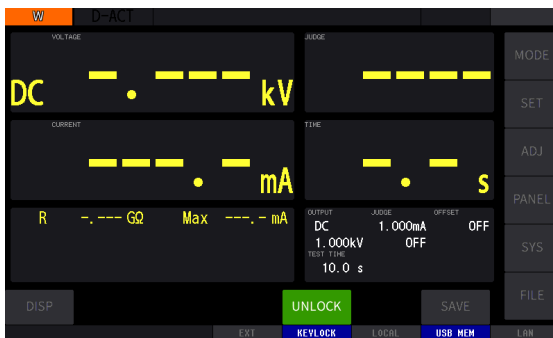 W D-ACT
VOLTAGE
DC -.--- kV
JUDGE
----
CURRENT
---.- mA
TIME
-.- s
R -.--- GΩ Max ---.- mA
OUTPUT JUDGE OFFSET
DC 1.000mA OFF
1.000kV OFF
TEST TIME
10.0 s
MODE
SET
ADJ
PANEL
SYS
FILE
DISP UNLOCK SAVE
EXT KEYLOCK LOCAL USB MEM LAN